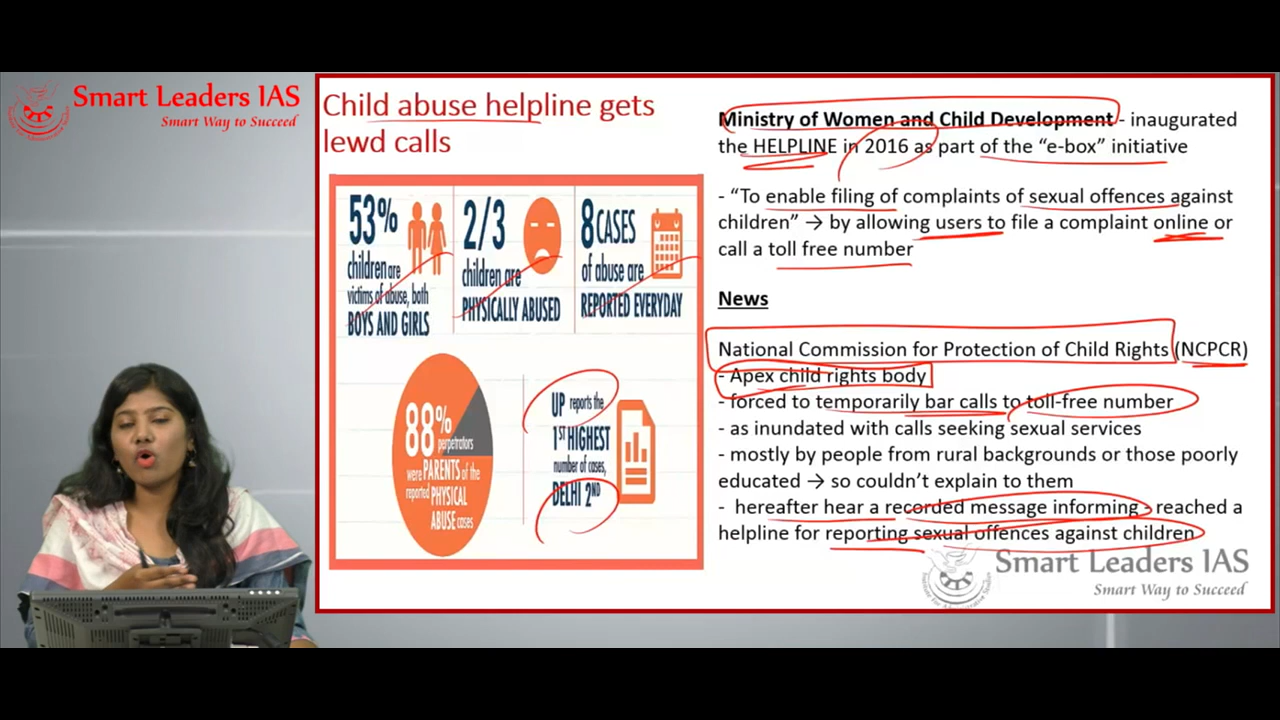 Smart Leaders IAS
Smart Way to Succeed
Child abuse helpline gets
lewd calls
53%
children are
victims of abuse, both
BOYS AND GIRLS
2/3
children are
PHYSICALLY ABUSED
8 CASES
of abuse are
REPORTED EVERYDAY
88%
perpetrators
were PARENTS of the
reported PHYSICAL
ABUSE cases
UP reports the
1ST HIGHEST
number of cases,
DELHI 2ND
Ministry of Women and Child Development - inaugurated
the HELPLINE in 2016 as part of the “e-box” initiative
- “To enable filing of complaints of sexual offences against
children” → by allowing users to file a complaint online or
call a toll free number
News
National Commission for Protection of Child Rights (NCPCR)
- Apex child rights body
- forced to temporarily bar calls to toll-free number
- as inundated with calls seeking sexual services
- mostly by people from rural backgrounds or those poorly
educated → so couldn’t explain to them
- hereafter hear a recorded message informing - reached a
helpline for reporting sexual offences against children
Smart Leaders IAS
Smart Way to Succeed